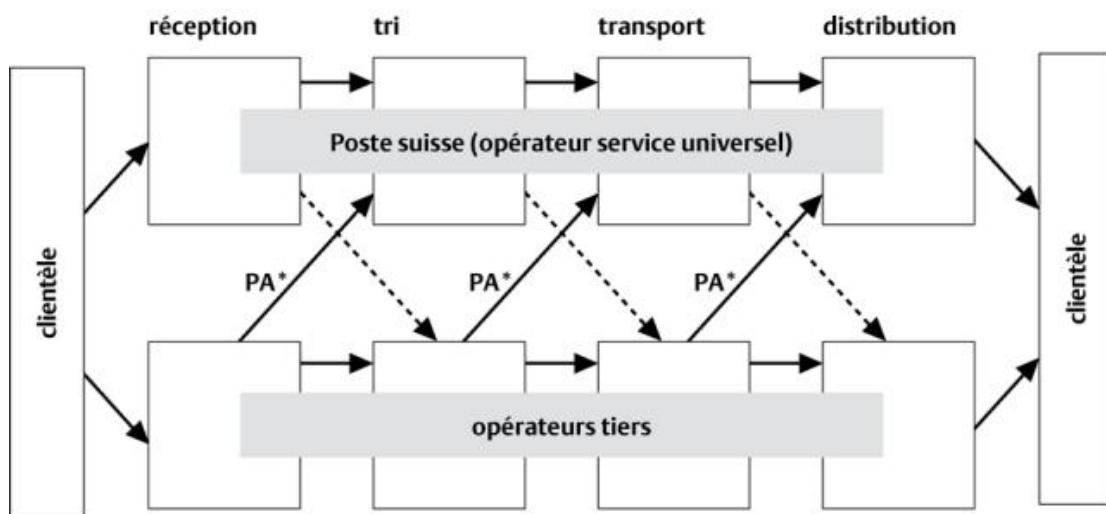 réception tri transport distribution
Poste suisse (opérateur service universel)
clientèle
PA* PA* PA*
clientèle
opérateurs tiers